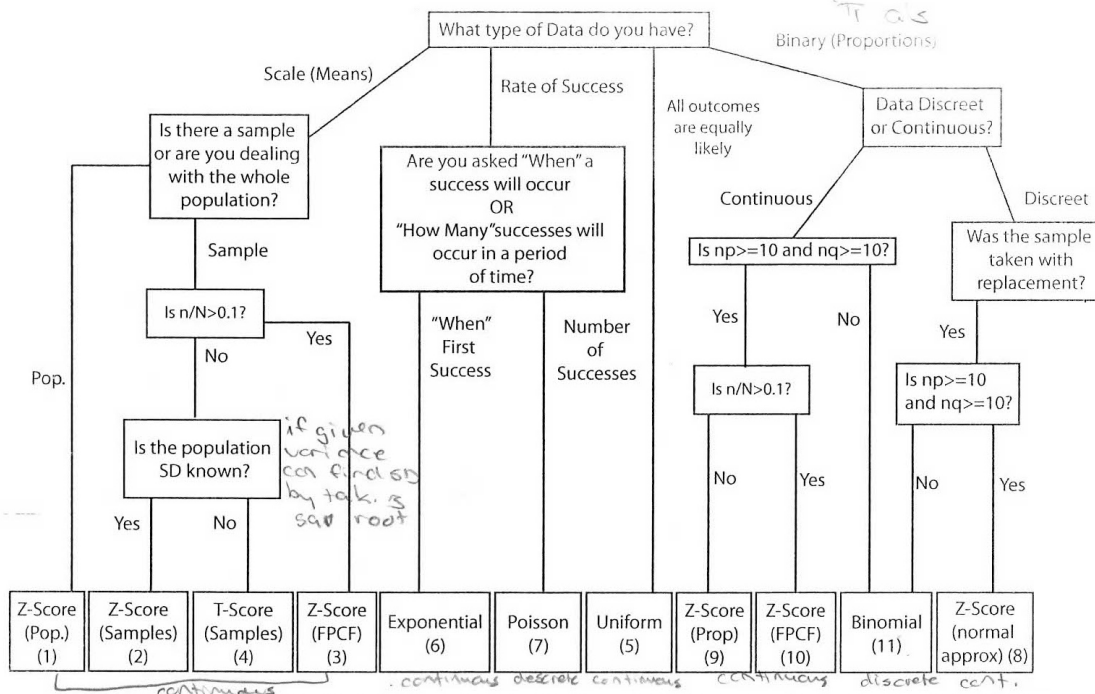 What type of Data do you have?
Binary (Proportions)
Scale (Means)
Rate of Success
All outcomes
are equally
likely
Data Discreet
or Continuous?
Is there a sample
or are you dealing
with the whole
population?
Are you asked "When" a
success will occur
OR
"How Many" successes will
occur in a period
of time?
Continuous
Discreet
Sample
Is np>=10 and nq>=10?
Was the sample
taken with
replacement?
Is n/N>0.1?
Yes
No
Pop.
"When"
First
Success
Number
of
Successes
Yes
No
Yes
Is n/N>0.1?
Is np>=10
and nq>=10?
Is the population
SD known?
if given
variance
can find SD
by
root
Yes
No
No
Yes
No
Yes
Z-Score
(Pop.)
(1)
Z-Score
(Samples)
(2)
T-Score
(Samples)
(4)
Z-Score
(FPCF)
(3)
Exponential
(6)
Poisson
(7)
Uniform
(5)
Z-Score
(Prop)
(9)
Z-Score
(FPCF)
(10)
Binomial
(11)
Z-Score
(normal
approx) (8)
continuous
continuous
descrete
continuous
continuous
discrete
cont.